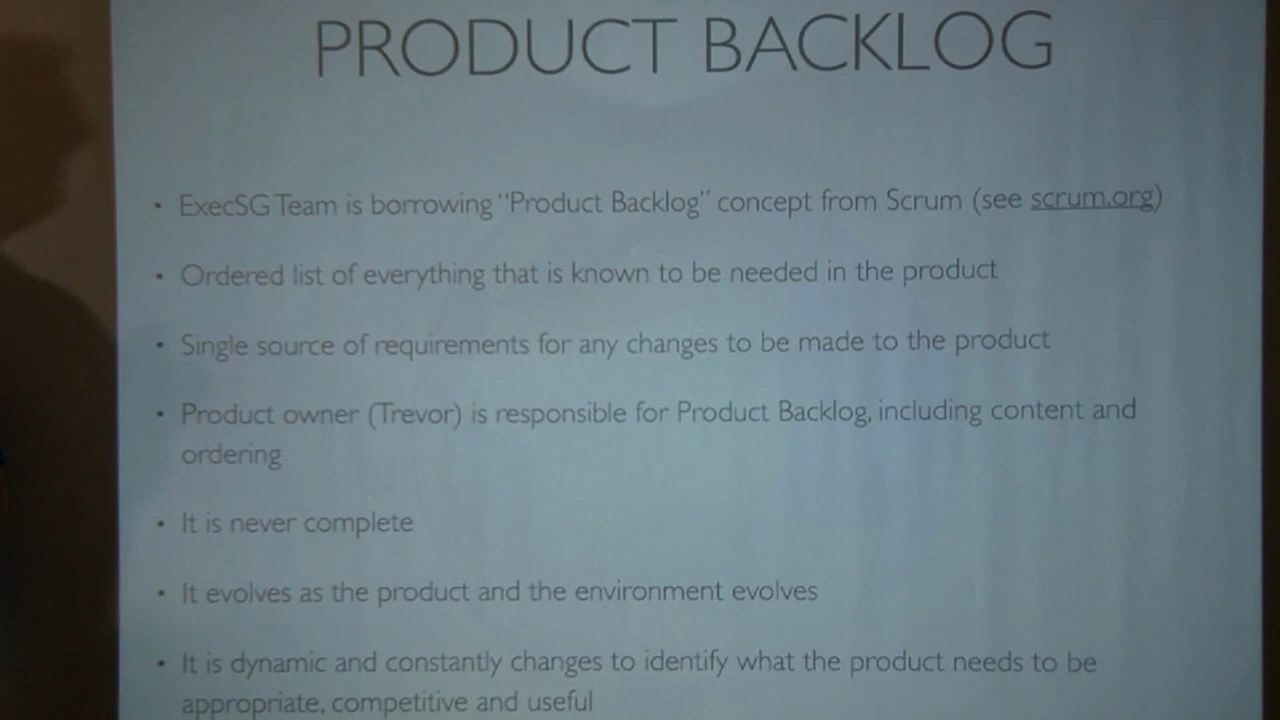 PRODUCT BACKLOG
• ExecSG Team is borrowing “Product Backlog” concept from Scrum (see scrum.org)
• Ordered list of everything that is known to be needed in the product
• Single source of requirements for any changes to be made to the product
• Product owner (Trevor) is responsible for Product Backlog, including content and
ordering
• It is never complete
• It evolves as the product and the environment evolves
• It is dynamic and constantly changes to identify what the product needs to be
appropriate, competitive and useful